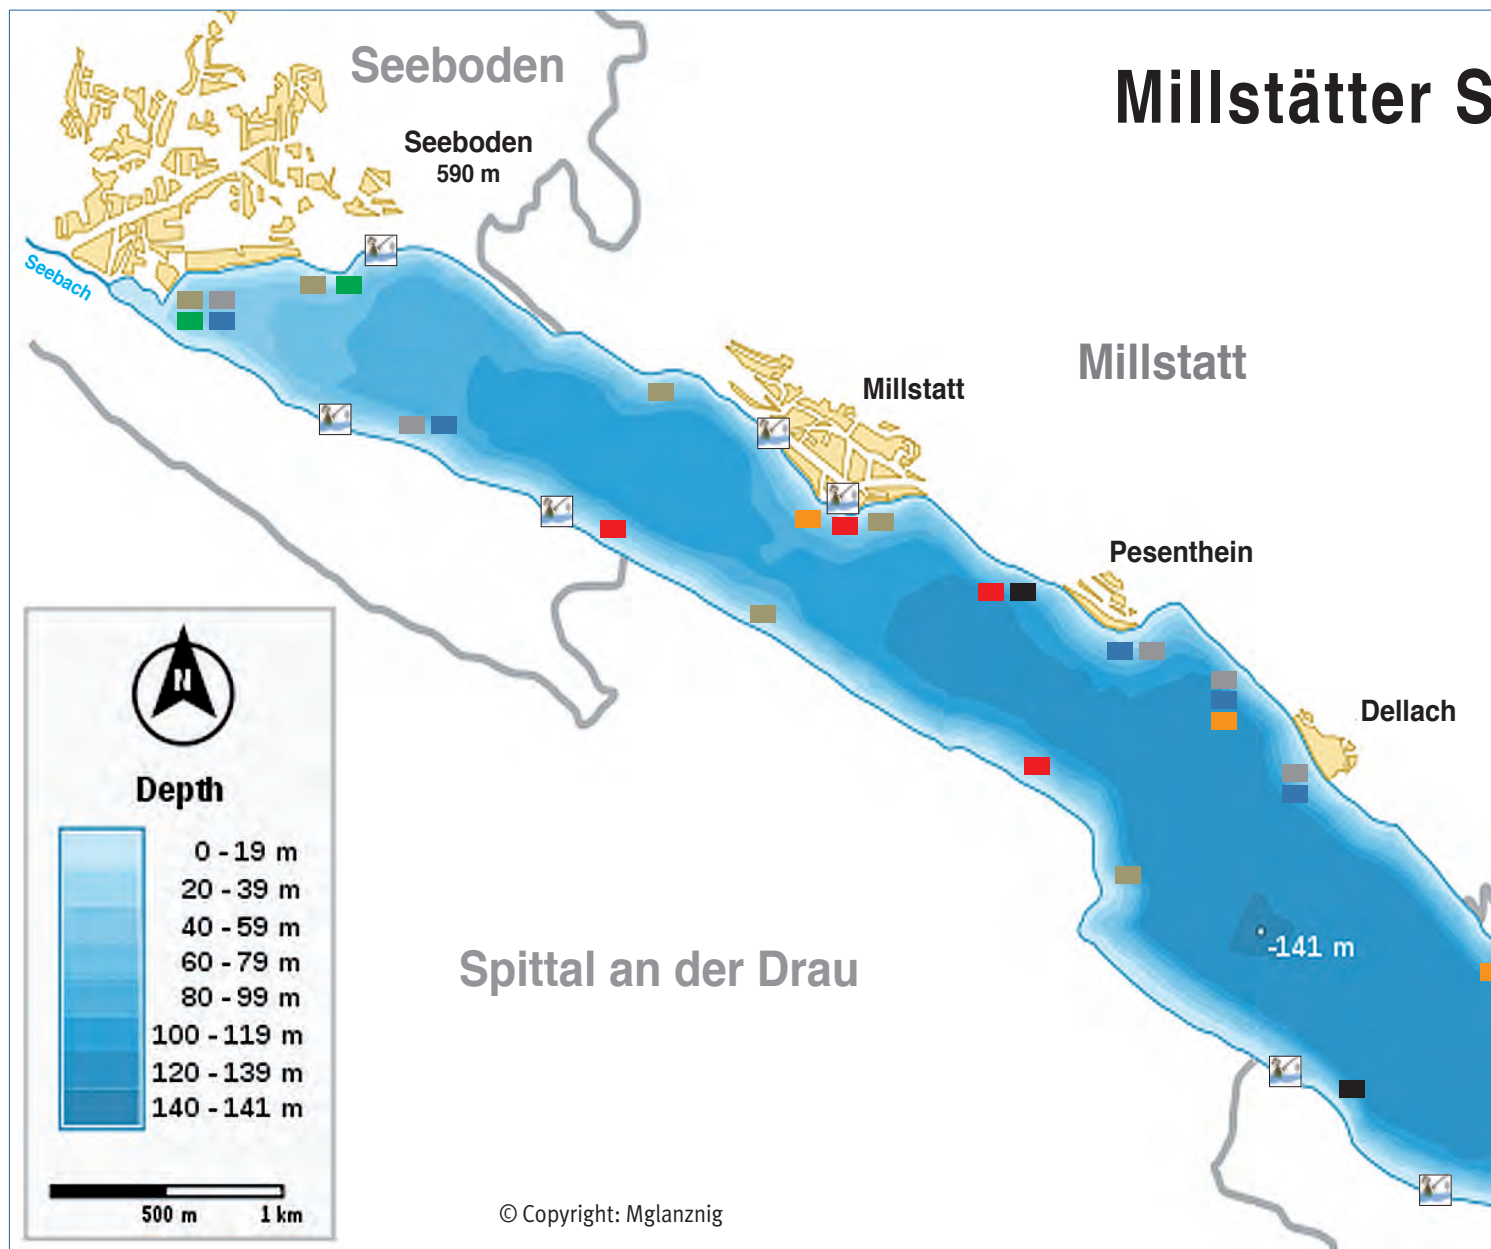 Seeboden
Millstätter S
Seeboden
590 m
Seebach
Millstatt
Millstatt
Pesenthein
Dellach
N
Depth
0 - 19 m
20 - 39 m
40 - 59 m
60 - 79 m
80 - 99 m
100 - 119 m
120 - 139 m
140 - 141 m
500 m 1 km
-141 m
Spittal an der Drau
© Copyright: Mglanznig